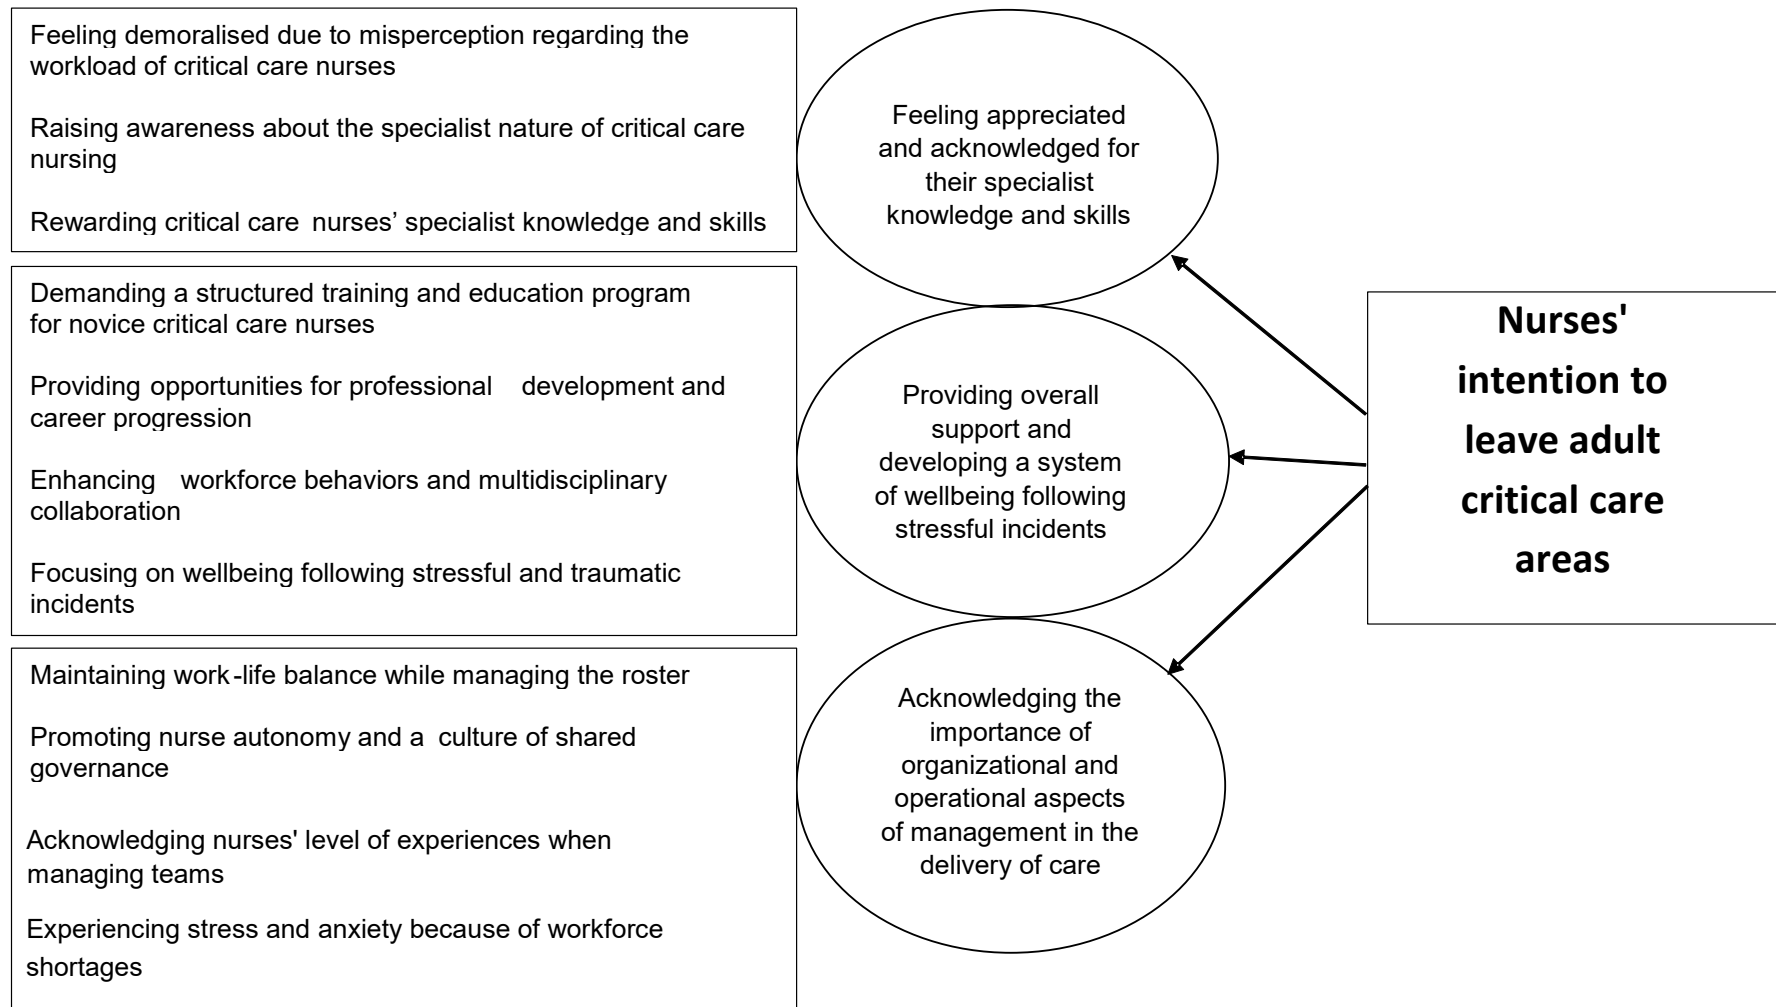 Feeling demoralised due to misperception regarding the
workload of critical care nurses
Raising awareness about the specialist nature of critical care
nursing
Rewarding critical care nurses’ specialist knowledge and skills
Feeling appreciated
and acknowledged for
their specialist
knowledge and skills
Demanding a structured training and education program
for novice critical care nurses
Providing opportunities for professional development and
career progression
Enhancing workforce behaviors and multidisciplinary
collaboration
Focusing on wellbeing following stressful and traumatic
incidents
Providing overall
support and
developing a system
of wellbeing following
stressful incidents
Maintaining work-life balance while managing the roster
Promoting nurse autonomy and a culture of shared
governance
Acknowledging nurses' level of experiences when
managing teams
Experiencing stress and anxiety because of workforce
shortages
Acknowledging the
importance of
organizational and
operational aspects
of management in the
delivery of care
Nurses'
intention to
leave adult
critical care
areas